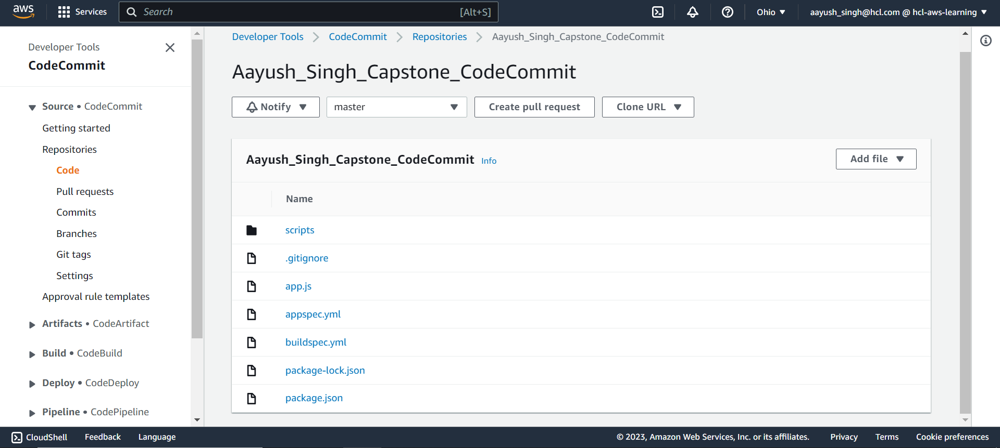 aws Services Search [Alt+S] Ohio aayush_singh@hcl.com @ hcl-aws-learning
Developer Tools
CodeCommit
Source • CodeCommit
Getting started
Repositories
Code
Pull requests
Commits
Branches
Git tags
Settings
Approval rule templates
Artifacts • CodeArtifact
Build • CodeBuild
Deploy • CodeDeploy
Pipeline • CodePipeline
Developer Tools CodeCommit Repositories Aayush_Singh_Capstone_CodeCommit
Aayush_Singh_Capstone_CodeCommit
Notify master Create pull request Clone URL
Aayush_Singh_Capstone_CodeCommit Info Add file
Name
scripts
.gitignore
app.js
appspec.yml
buildspec.yml
package-lock.json
package.json
CloudShell Feedback Language © 2023, Amazon Web Services, Inc. or its affiliates. Privacy Terms Cookie preferences